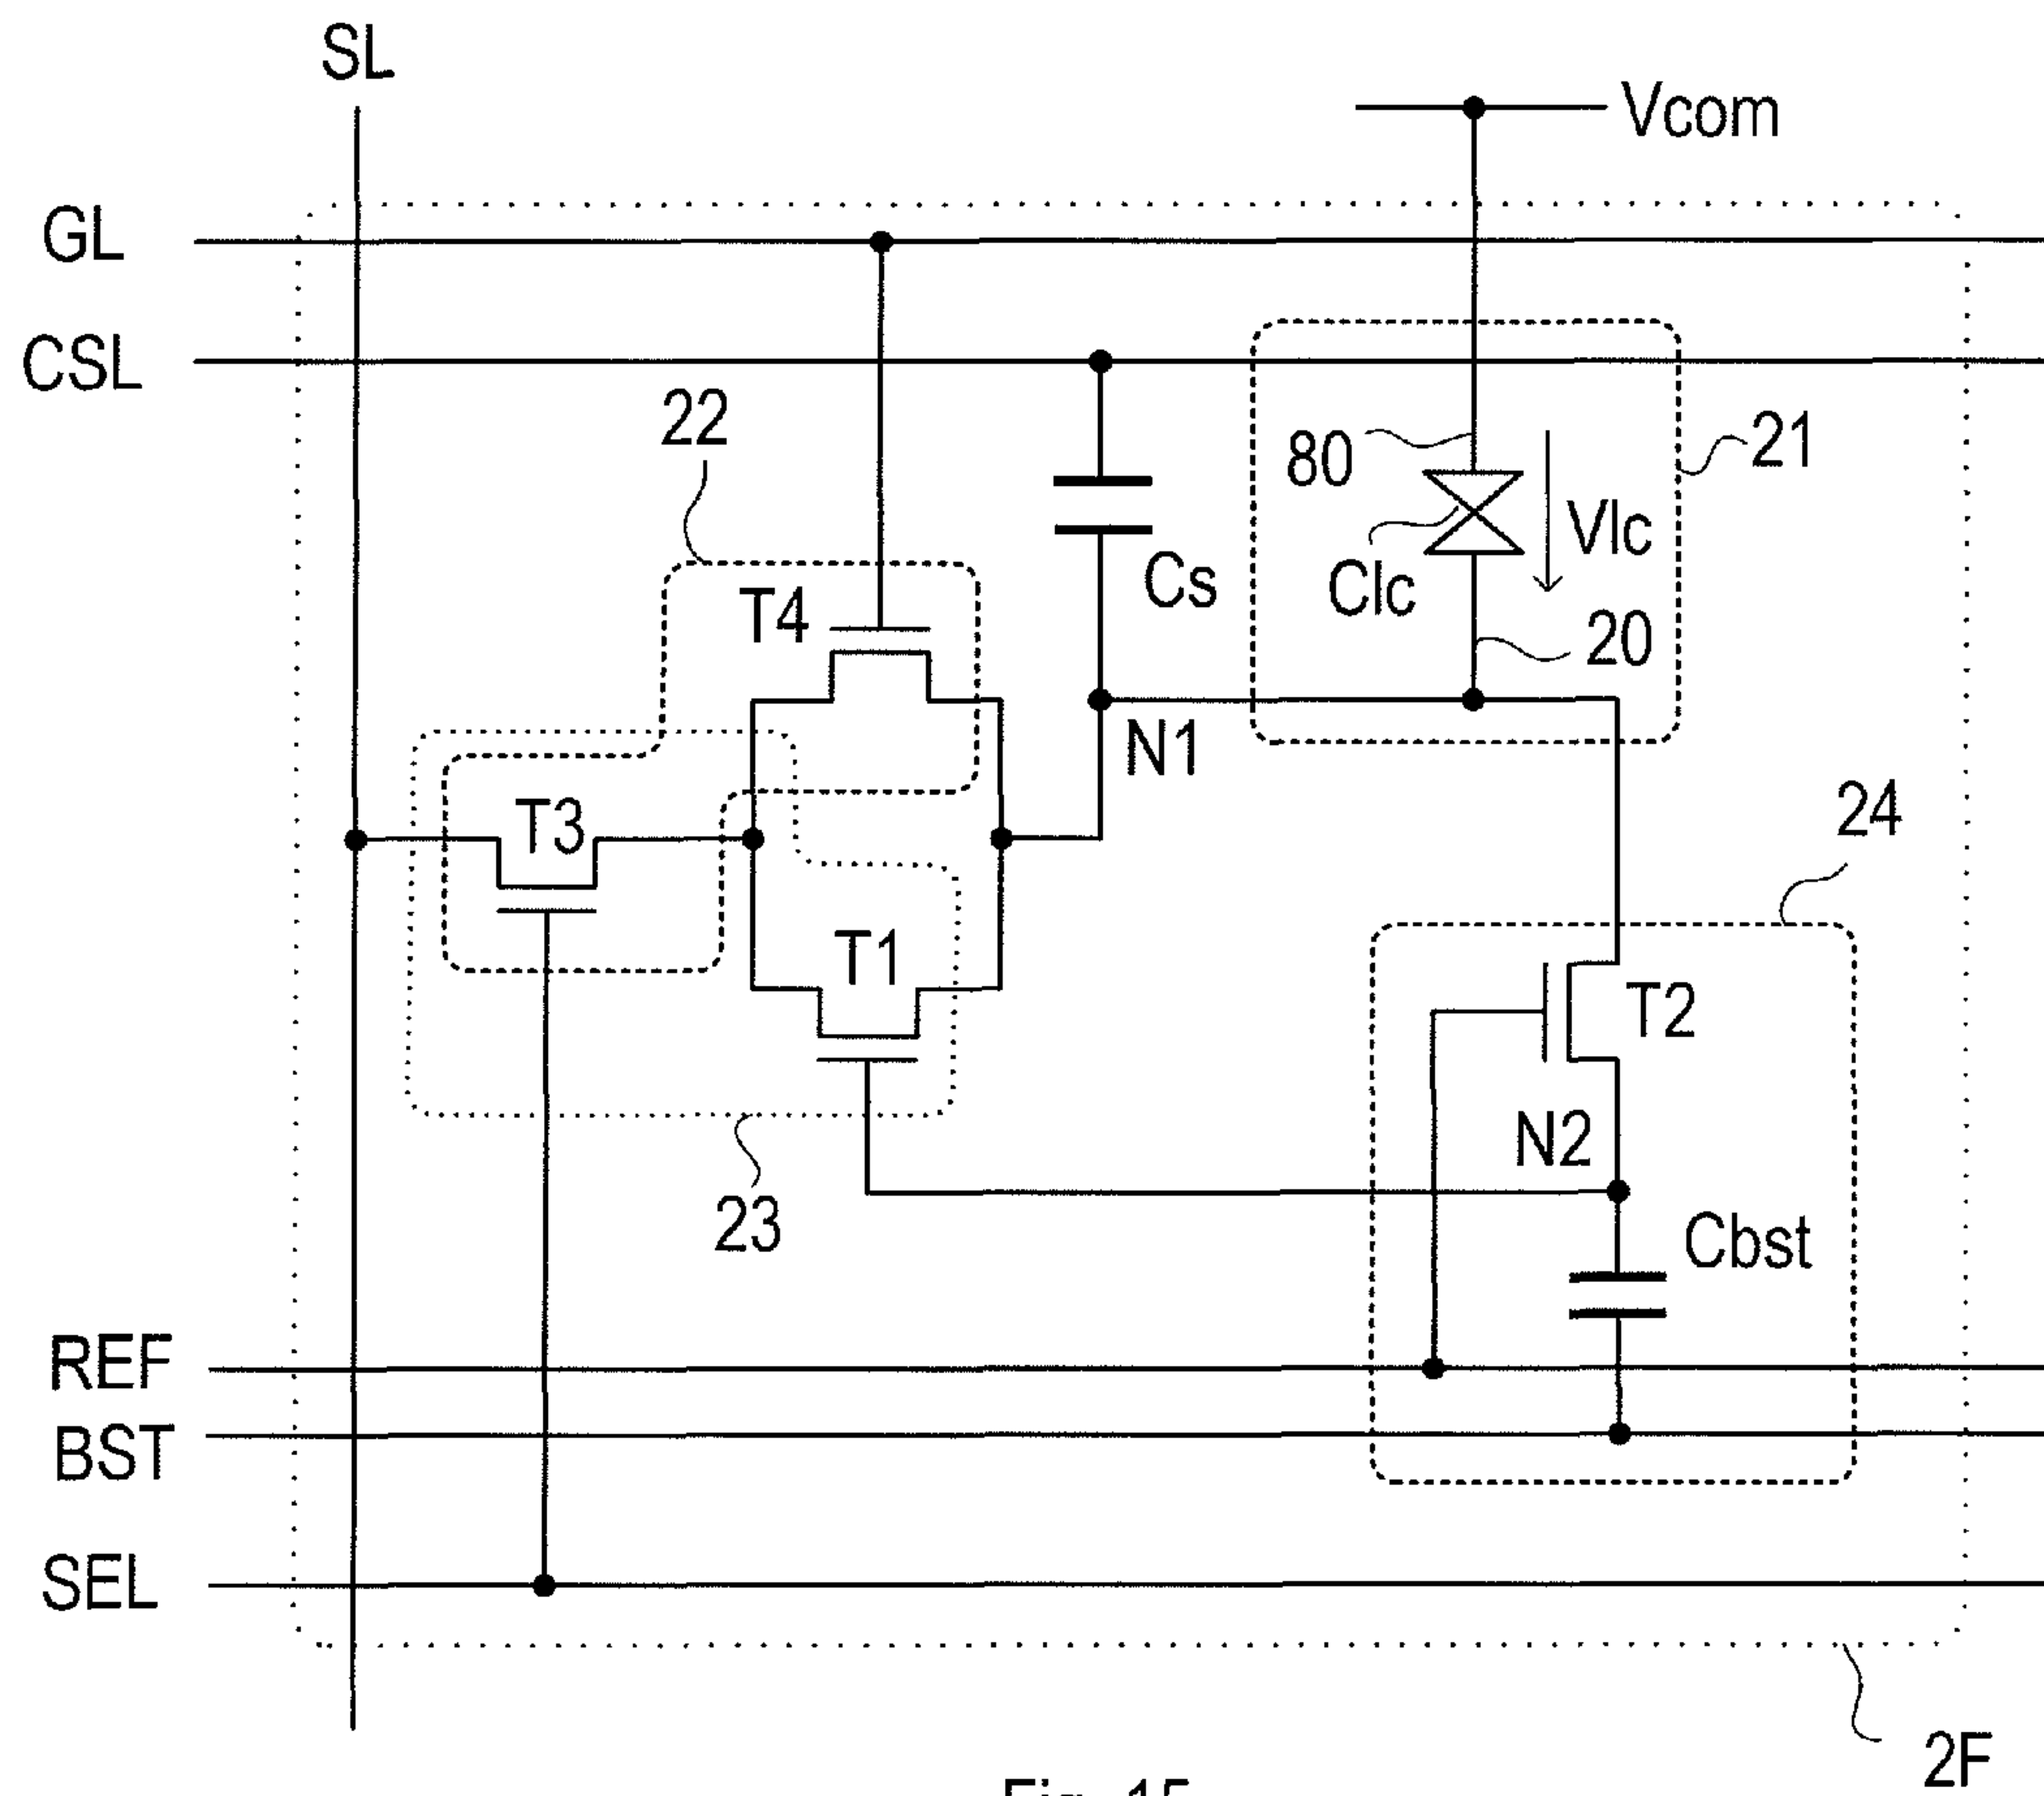 SL
Vcom
GL
CSL
22
80
21
Vlc
Cs
Clc
T4
20
N1
T3
24
T1
T2
N2
23
Cbst
REF
BST
SEL
2F